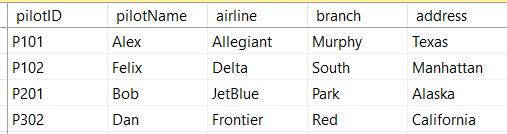 pilotID pilotName airline branch address
P101 Alex Allegiant Murphy Texas
P102 Felix Delta South Manhattan
P201 Bob JetBlue Park Alaska
P302 Dan Frontier Red California